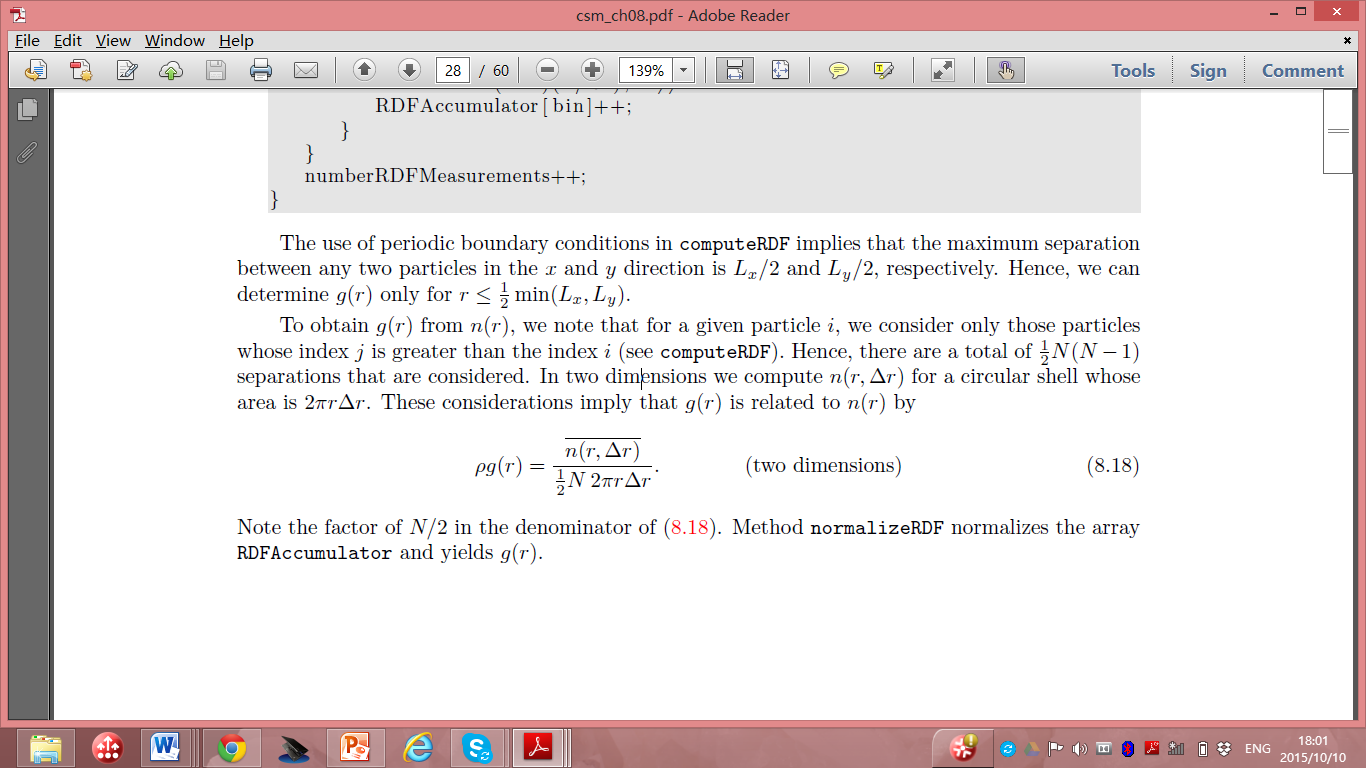 csm_ch08.pdf - Adobe Reader
File Edit View Window Help
28 / 60 139% Tools Sign Comment
RDFAccumulator [ bin]++;
}
}
numberRDFMeasurements++;
}
The use of periodic boundary conditions in computeRDF implies that the maximum separation
between any two particles in the x and y direction is Lₓ/2 and L_y/2, respectively. Hence, we can
determine g(r) only for r ≤ ½ min(Lₓ, L_y).
To obtain g(r) from n(r), we note that for a given particle i, we consider only those particles
whose index j is greater than the index i (see computeRDF). Hence, there are a total of ½N(N − 1)
separations that are considered. In two dimensions we compute n(r, Δr) for a circular shell whose
area is 2πrΔr. These considerations imply that g(r) is related to n(r) by
ρg(r) = \frac{\overline{n(r, Δr)}}{½N 2πrΔr}. (two dimensions) (8.18)
Note the factor of N/2 in the denominator of (8.18). Method normalizeRDF normalizes the array
RDFAccumulator and yields g(r).
ENG 18:01
2015/10/10